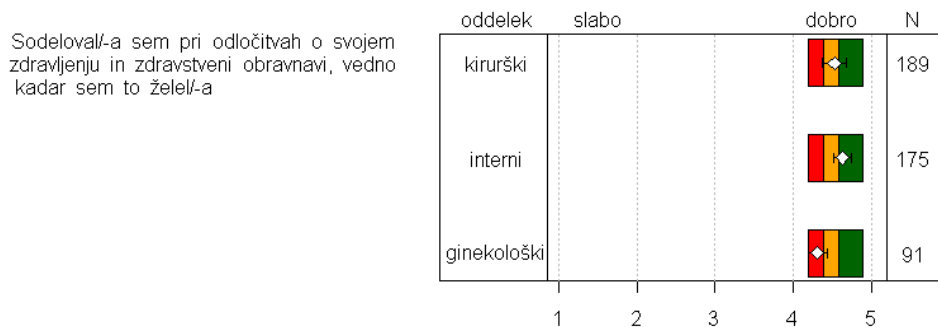 oddelek slabo dobro N
Sodeloval/-a sem pri odločitvah o svojem
zdravljenju in zdravstveni obravnavi, vedno
kadar sem to želel/-a
kirurški 189
interni 175
ginekološki 91
1 2 3 4 5